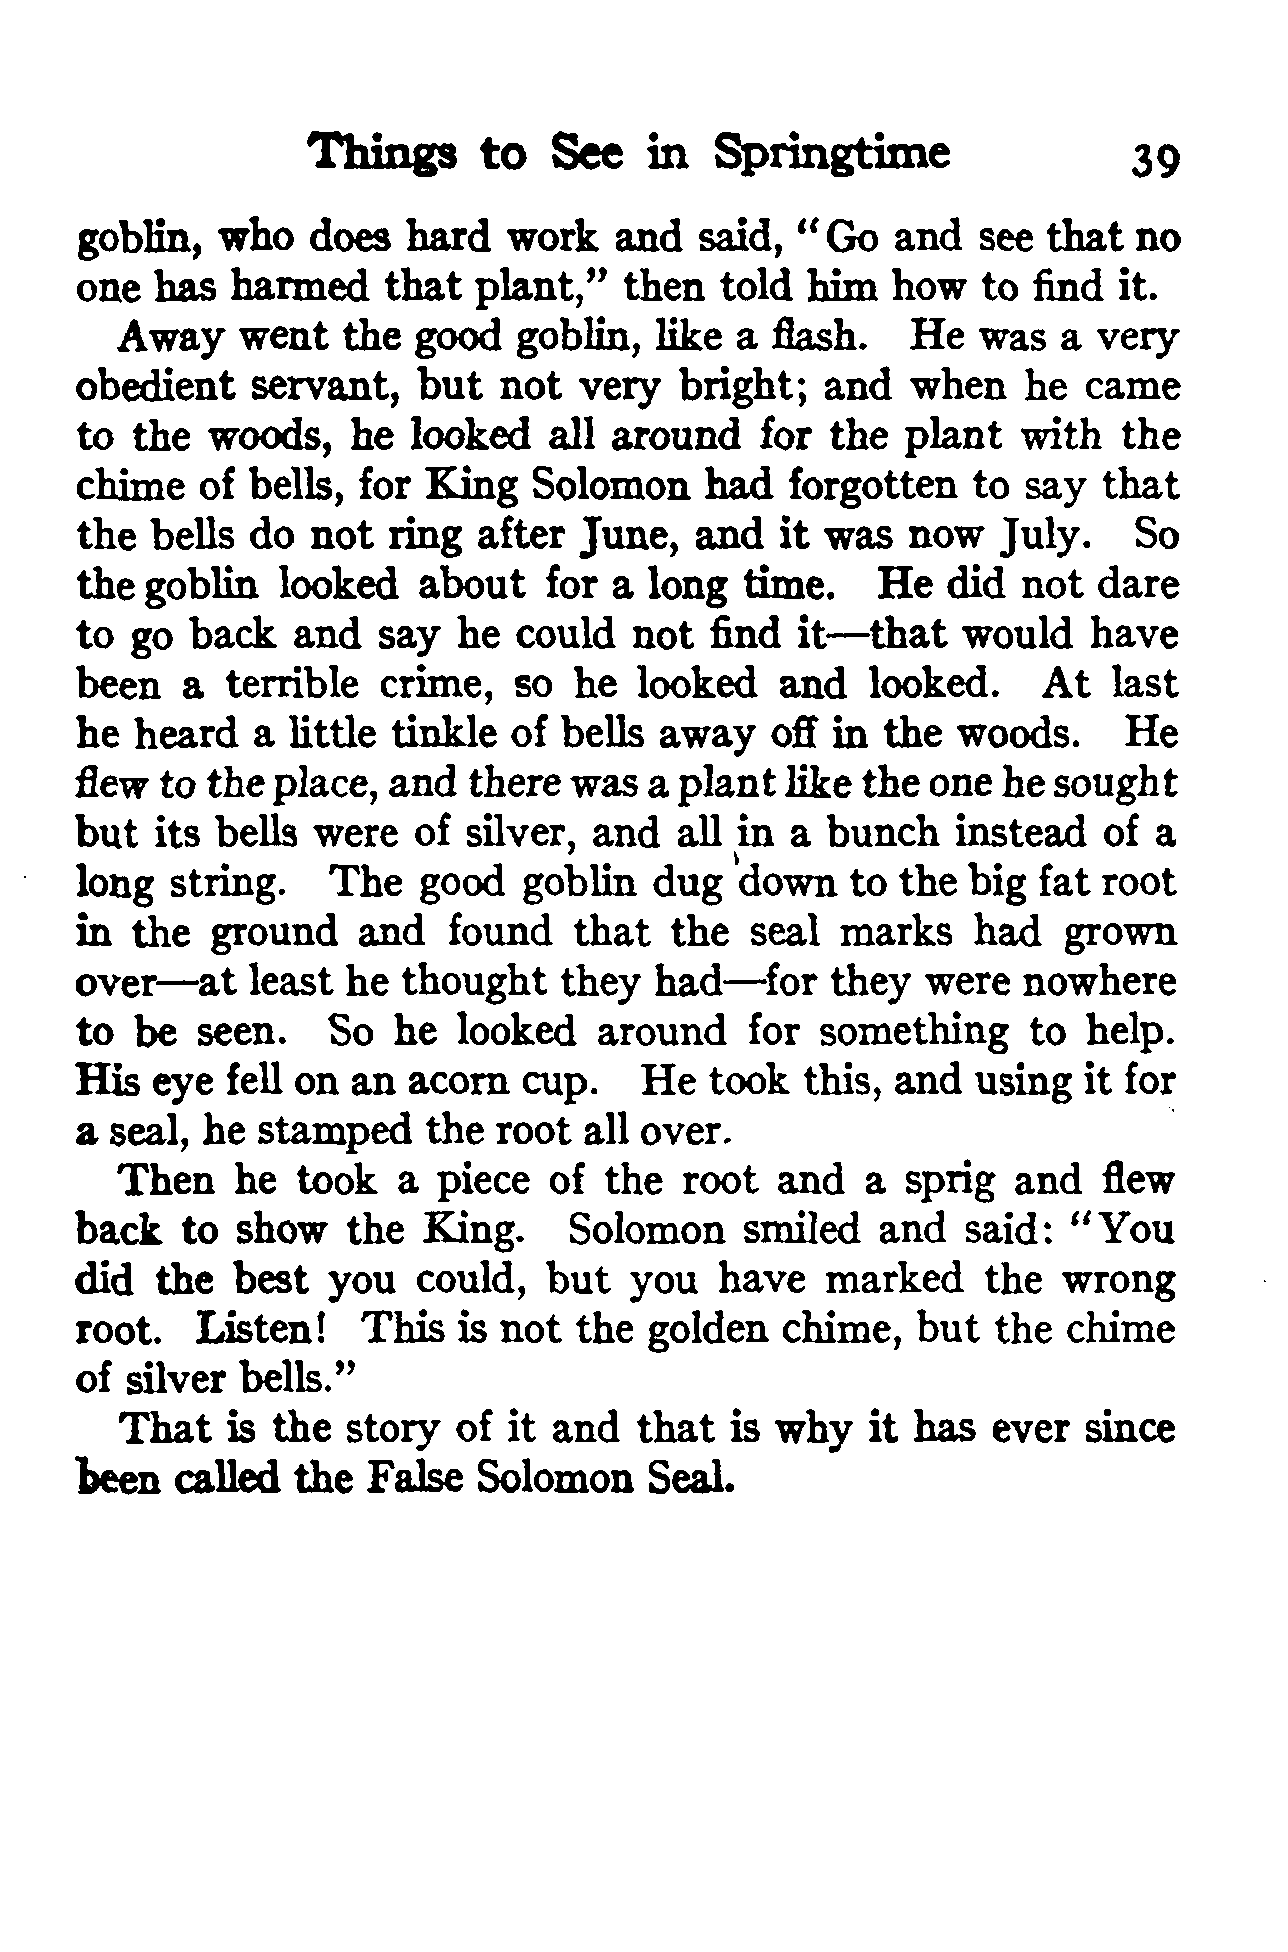 Things to See in Springtime 39
goblin, who does hard work and said, "Go and see that no
one has harmed that plant," then told him how to find it.
Away went the good goblin, like a flash. He was a very
obedient servant, but not very bright; and when he came
to the woods, he looked all around for the plant with the
chime of bells, for King Solomon had forgotten to say that
the bells do not ring after June, and it was now July. So
the goblin looked about for a long time. He did not dare
to go back and say he could not find it—that would have
been a terrible crime, so he looked and looked. At last
he heard a little tinkle of bells away off in the woods. He
flew to the place, and there was a plant like the one he sought
but its bells were of silver, and all in a bunch instead of a
long string. The good goblin dug down to the big fat root
in the ground and found that the seal marks had grown
over—at least he thought they had—for they were nowhere
to be seen. So he looked around for something to help.
His eye fell on an acorn cup. He took this, and using it for
a seal, he stamped the root all over.
Then he took a piece of the root and a sprig and flew
back to show the King. Solomon smiled and said: "You
did the best you could, but you have marked the wrong
root. Listen! This is not the golden chime, but the chime
of silver bells."
That is the story of it and that is why it has ever since
been called the False Solomon Seal.